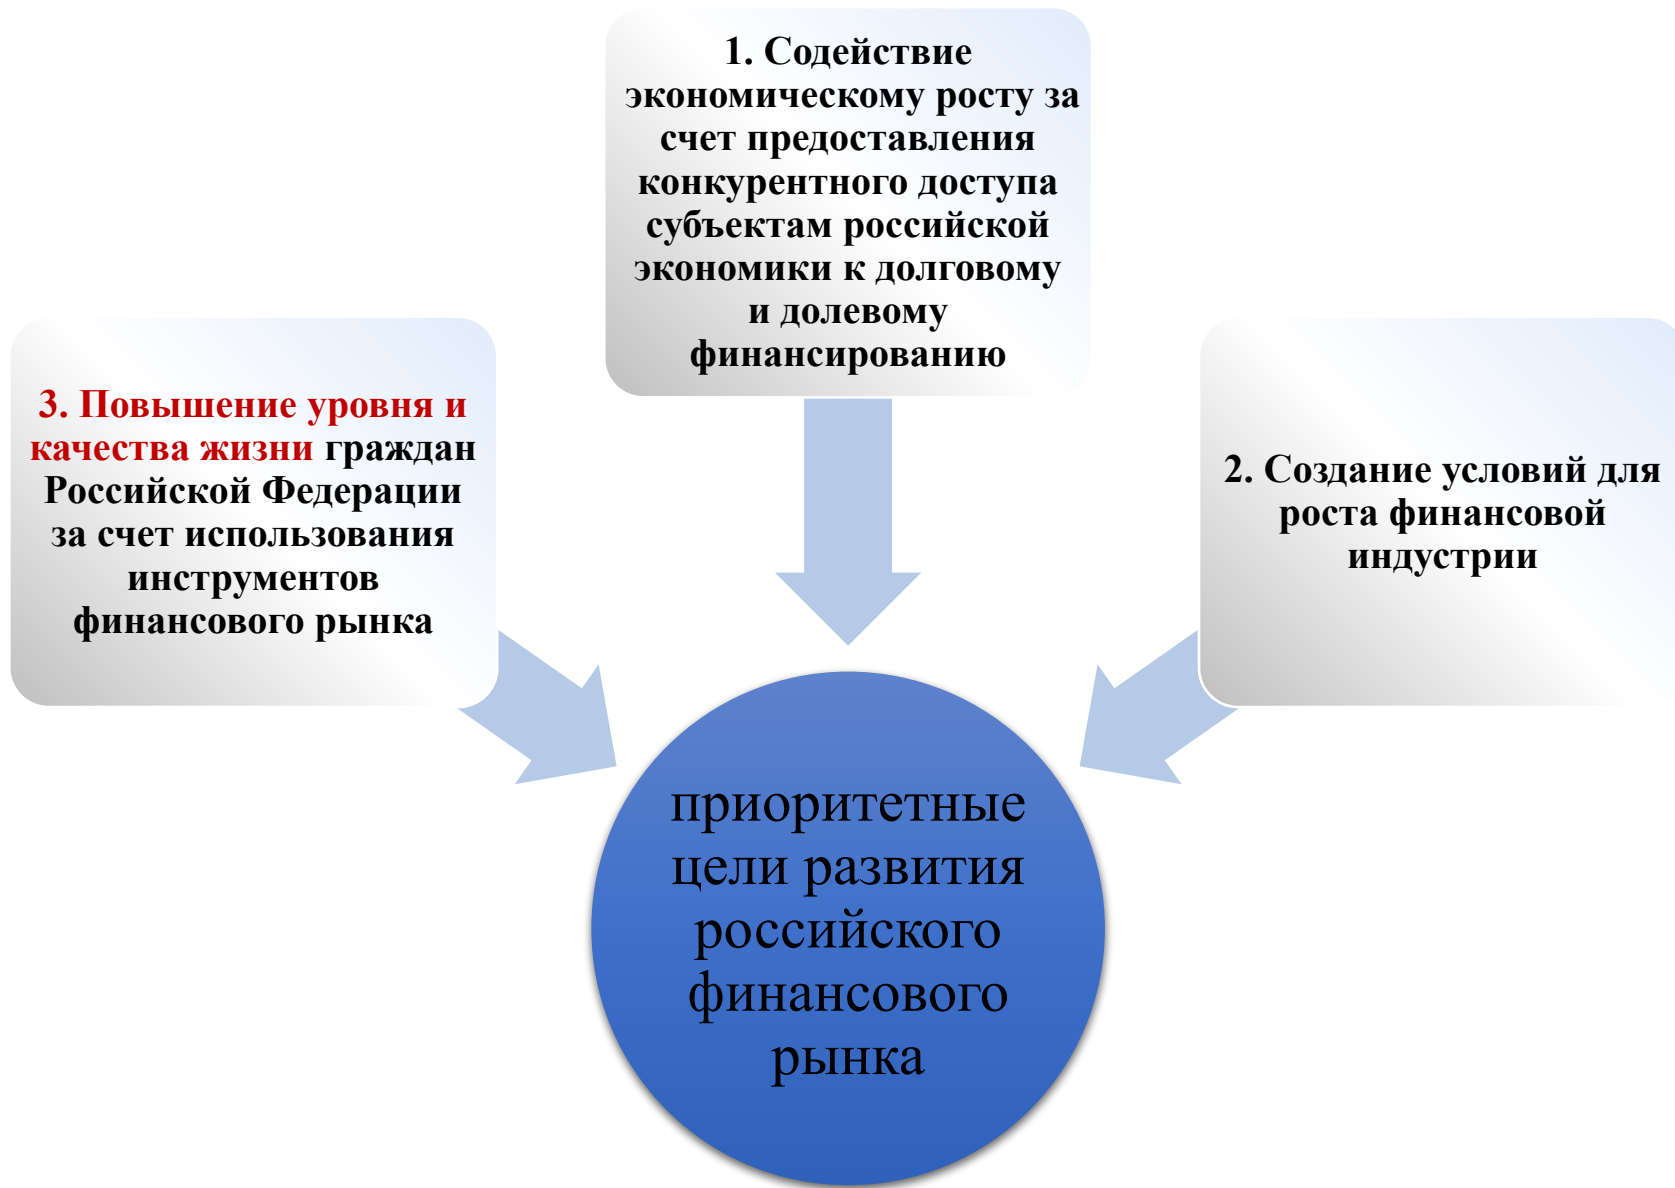 1. Содействие
экономическому росту за
счет предоставления
конкурентного доступа
субъектам российской
экономики к долговому
и долевому
финансированию
3. Повышение уровня и
качества жизни граждан
Российской Федерации
за счет использования
инструментов
финансового рынка
2. Создание условий для
роста финансовой
индустрии
приоритетные
цели развития
российского
финансового
рынка